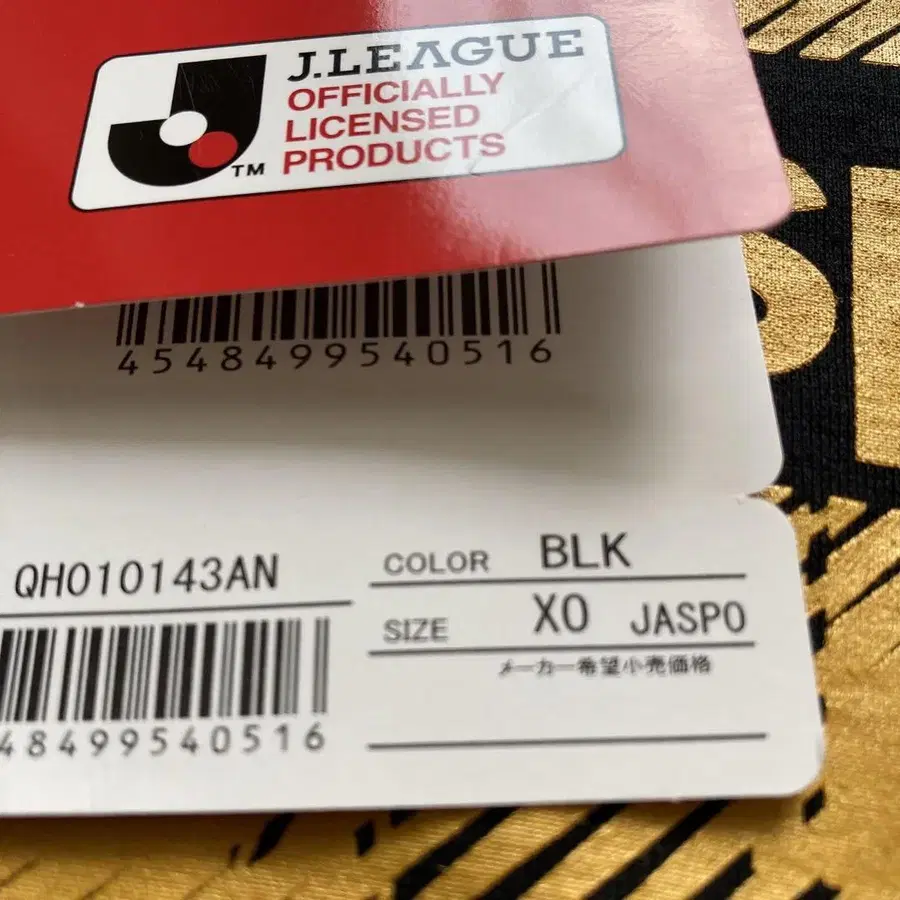 J.LEAGUE
OFFICIALLY
LICENSED
PRODUCTS
TM
4548499540516
QH010143AN
COLOR BLK
SIZE XO JASPO
メーカー希望小売価格
48499540516